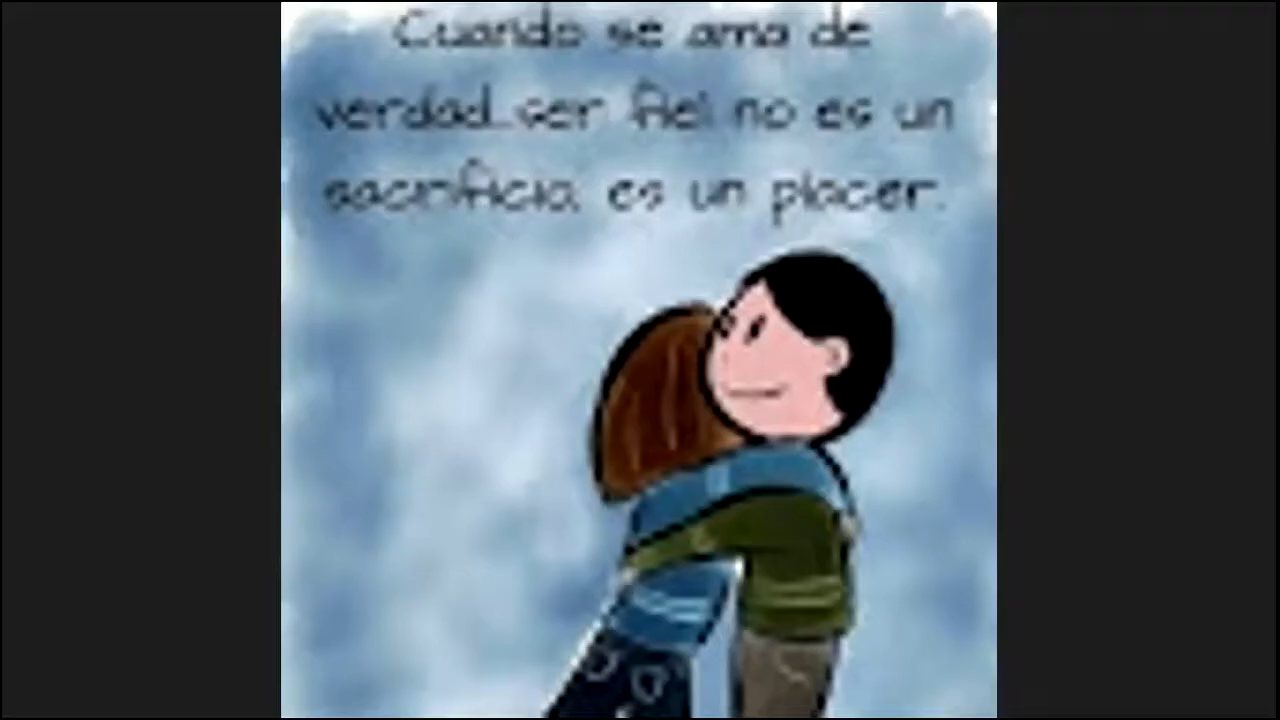 Cuando se ama de
verdad...ser fiel no es un
sacrificio, es un placer.